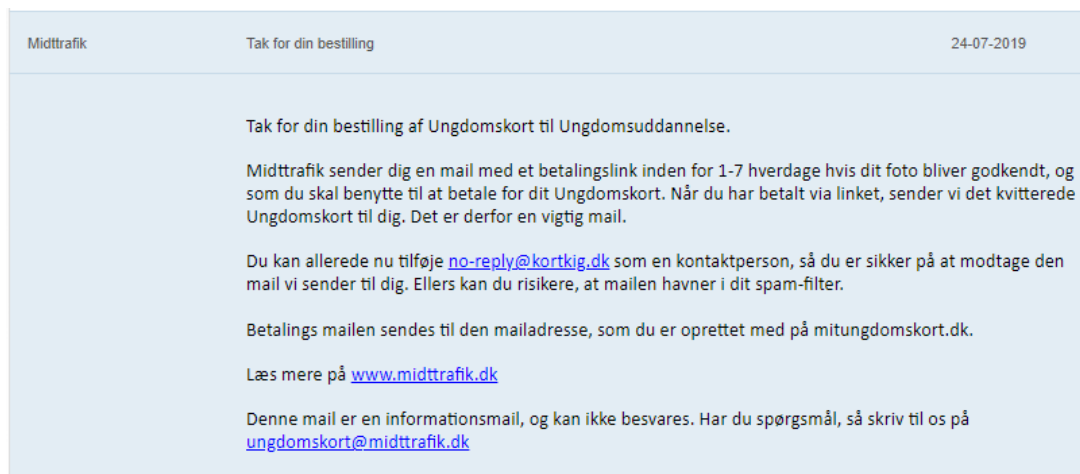 Midttrafik Tak for din bestilling 24-07-2019
Tak for din bestilling af Ungdomskort til Ungdomsuddannelse.
Midttrafik sender dig en mail med et betalingslink inden for 1-7 hverdage hvis dit foto bliver godkendt, og
som du skal benytte til at betale for dit Ungdomskort. Når du har betalt via linket, sender vi det kvitterede
Ungdomskort til dig. Det er derfor en vigtig mail.
Du kan allerede nu tilføje no-reply@kortkig.dk som en kontaktperson, så du er sikker på at modtage den
mail vi sender til dig. Ellers kan du risikere, at mailen havner i dit spam-filter.
Betalings mailen sendes til den mailadresse, som du er oprettet med på mitungdomskort.dk.
Læs mere på www.midttrafik.dk
Denne mail er en informationsmail, og kan ikke besvares. Har du spørgsmål, så skriv til os på
ungdomskort@midttrafik.dk